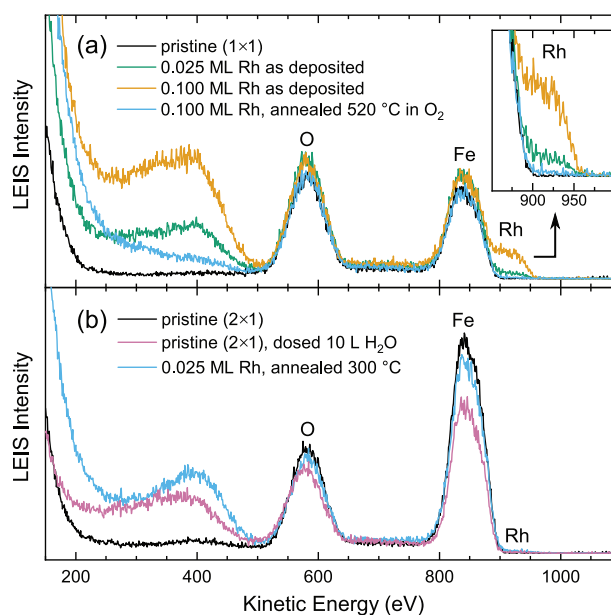 (a)
pristine (1×1)
0.025 ML Rh as deposited
0.100 ML Rh as deposited
0.100 ML Rh, annealed 520 °C in O₂
Rh
900 950
O
Fe
Rh
LEIS Intensity
(b)
pristine (2×1)
pristine (2×1), dosed 10 L H₂O
0.025 ML Rh, annealed 300 °C
O
Fe
Rh
LEIS Intensity
200 400 600 800 1000
Kinetic Energy (eV)